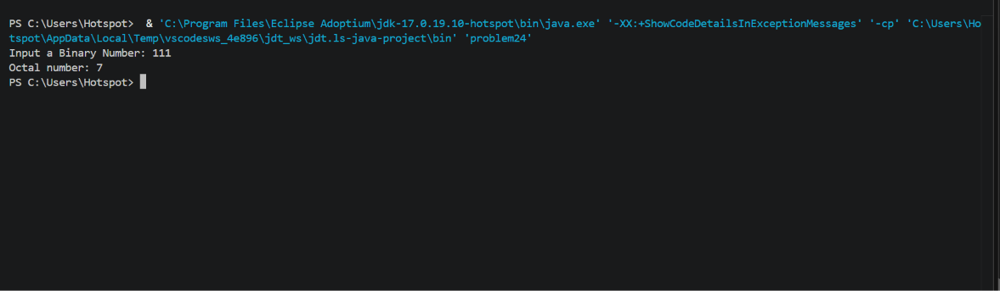 PS C:\Users\Hotspot>  & 'C:\Program Files\Eclipse Adoptium\jdk-17.0.19.10-hotspot\bin\java.exe' '-XX:+ShowCodeDetailsInExceptionMessages' '-cp' 'C:\Users\Ho
tspot\AppData\Local\Temp\vscodesws_4e896\jdt_ws\jdt.ls-java-project\bin' 'problem24'
Input a Binary Number: 111
Octal number: 7
PS C:\Users\Hotspot>